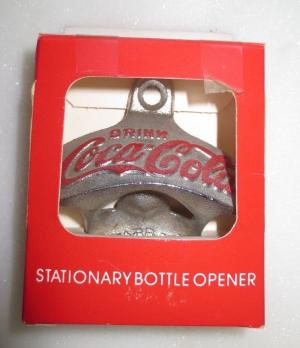 DRINK
Coca-Cola
STATIONARY BOTTLE OPENER